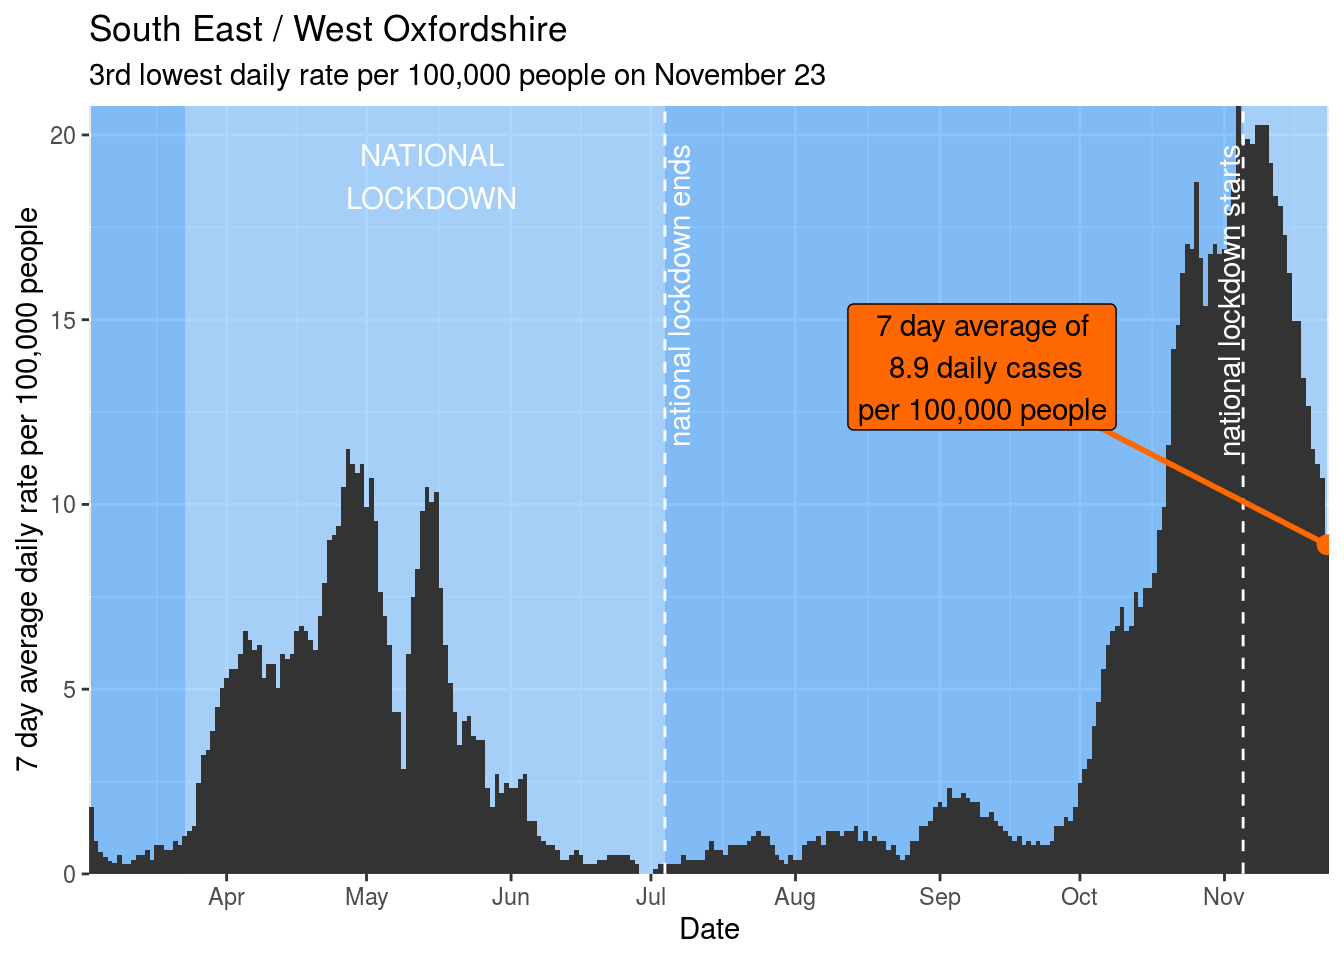 South East / West Oxfordshire
3rd lowest daily rate per 100,000 people on November 23
7 day average daily rate per 100,000 people
20
15
10
5
0
NATIONAL
LOCKDOWN
national lockdown ends
7 day average of
8.9 daily cases
per 100,000 people
national lockdown starts
Apr
May
Jun
Jul
Aug
Sep
Oct
Nov
Date